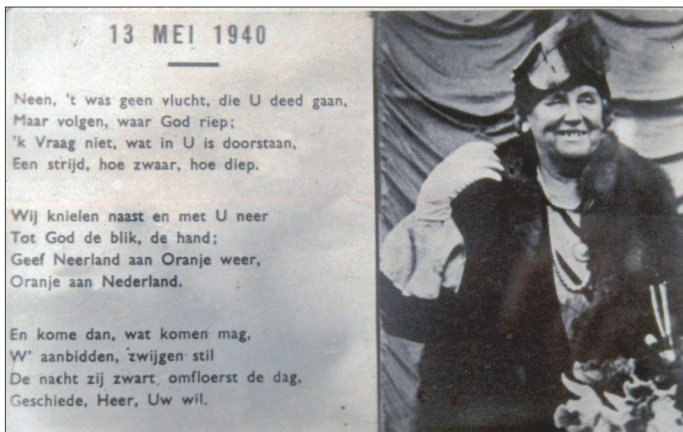 13 MEI 1940
Neen, 't was geen vlucht, die U deed gaan,
Maar volgen, waar God riep;
'k Vraag niet, wat in U is doorstaan,
Een strijd, hoe zwaar, hoe diep.
Wij knielen naast en met U neer
Tot God de blik, de hand;
Geef Neerland aan Oranje weer,
Oranje aan Nederland.
En kome dan, wat komen mag,
W' aanbidden, zwijgen stil
De nacht zij zwart, omfloerst de dag,
Geschiede, Heer, Uw wil.